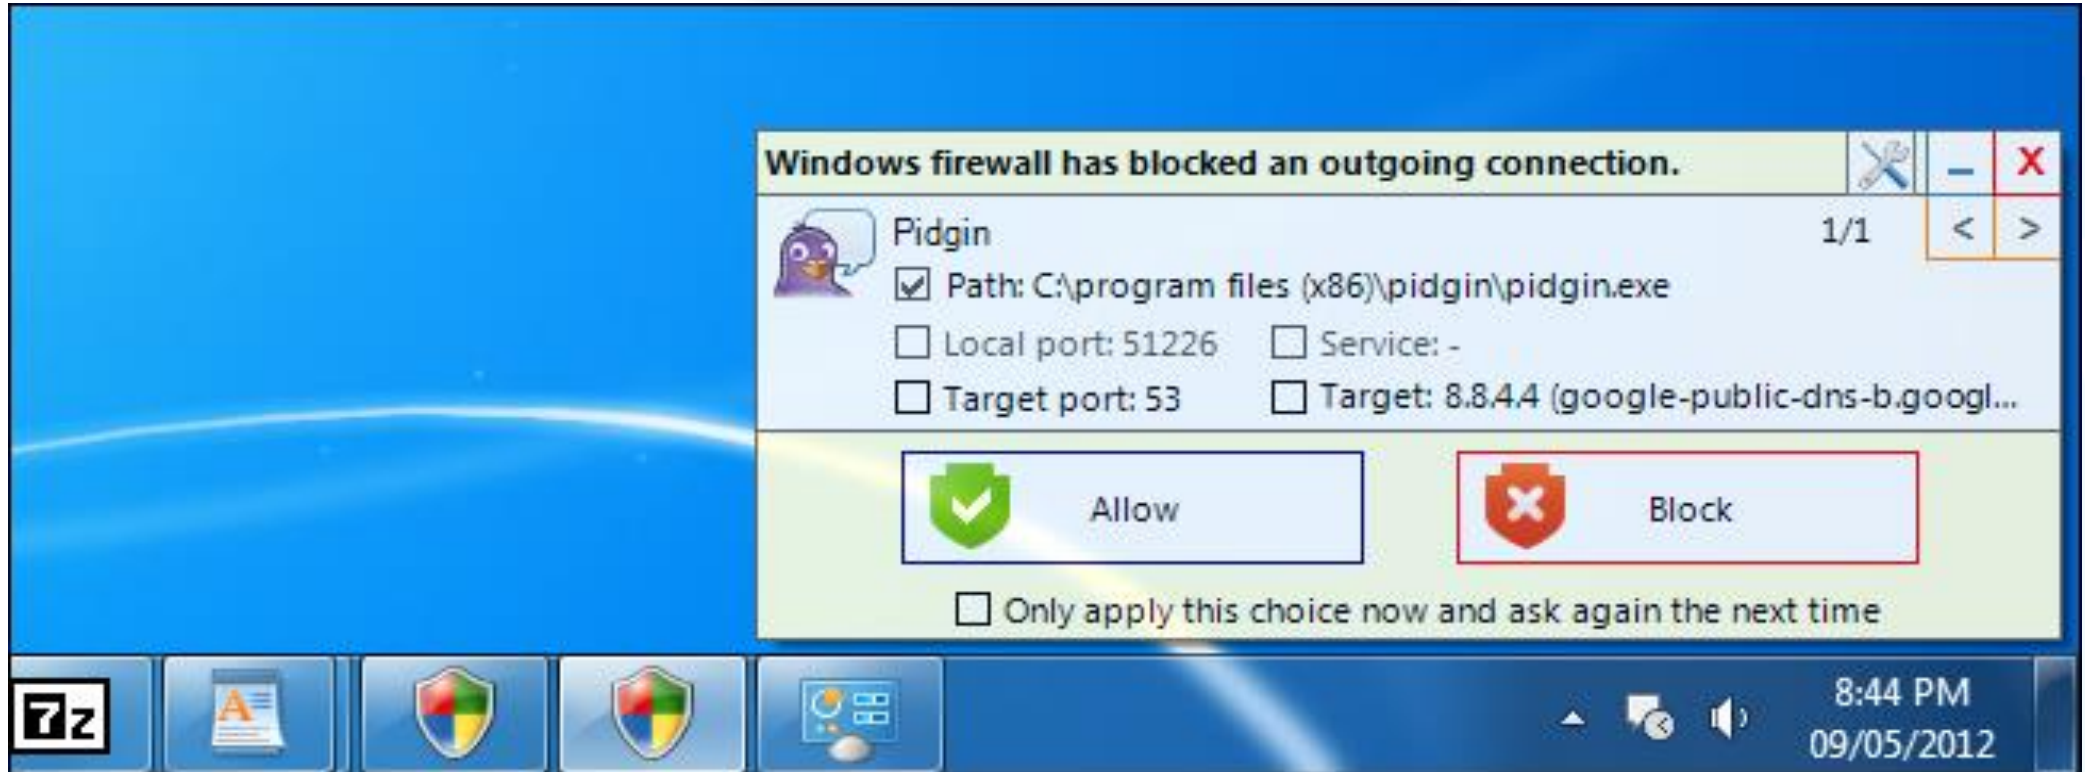 Windows firewall has blocked an outgoing connection.
X
Pidgin 1/1 < >
Path: C:\program files (x86)\pidgin\pidgin.exe
Local port: 51226 Service: -
Target port: 53 Target: 8.8.4.4 (google-public-dns-b.googl...
Allow Block
Only apply this choice now and ask again the next time
7z A
8:44 PM
09/05/2012